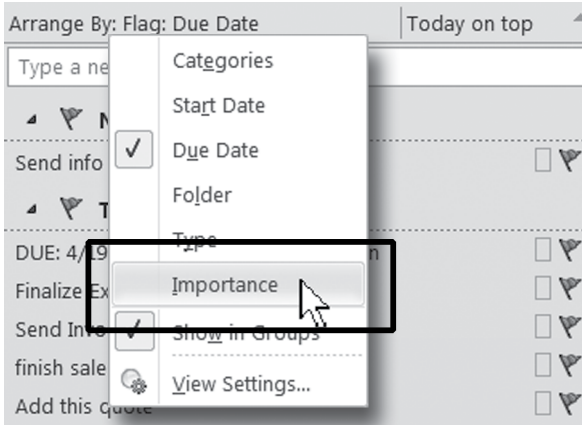 Arrange By: Flag: Due Date Today on top
Type a ne
Categories
Start Date
Due Date
Send info
Folder
Type
DUE: 4/19 n
Importance
Finalize Ex
Show in Groups
Send Info
finish sale
View Settings...
Add this quote